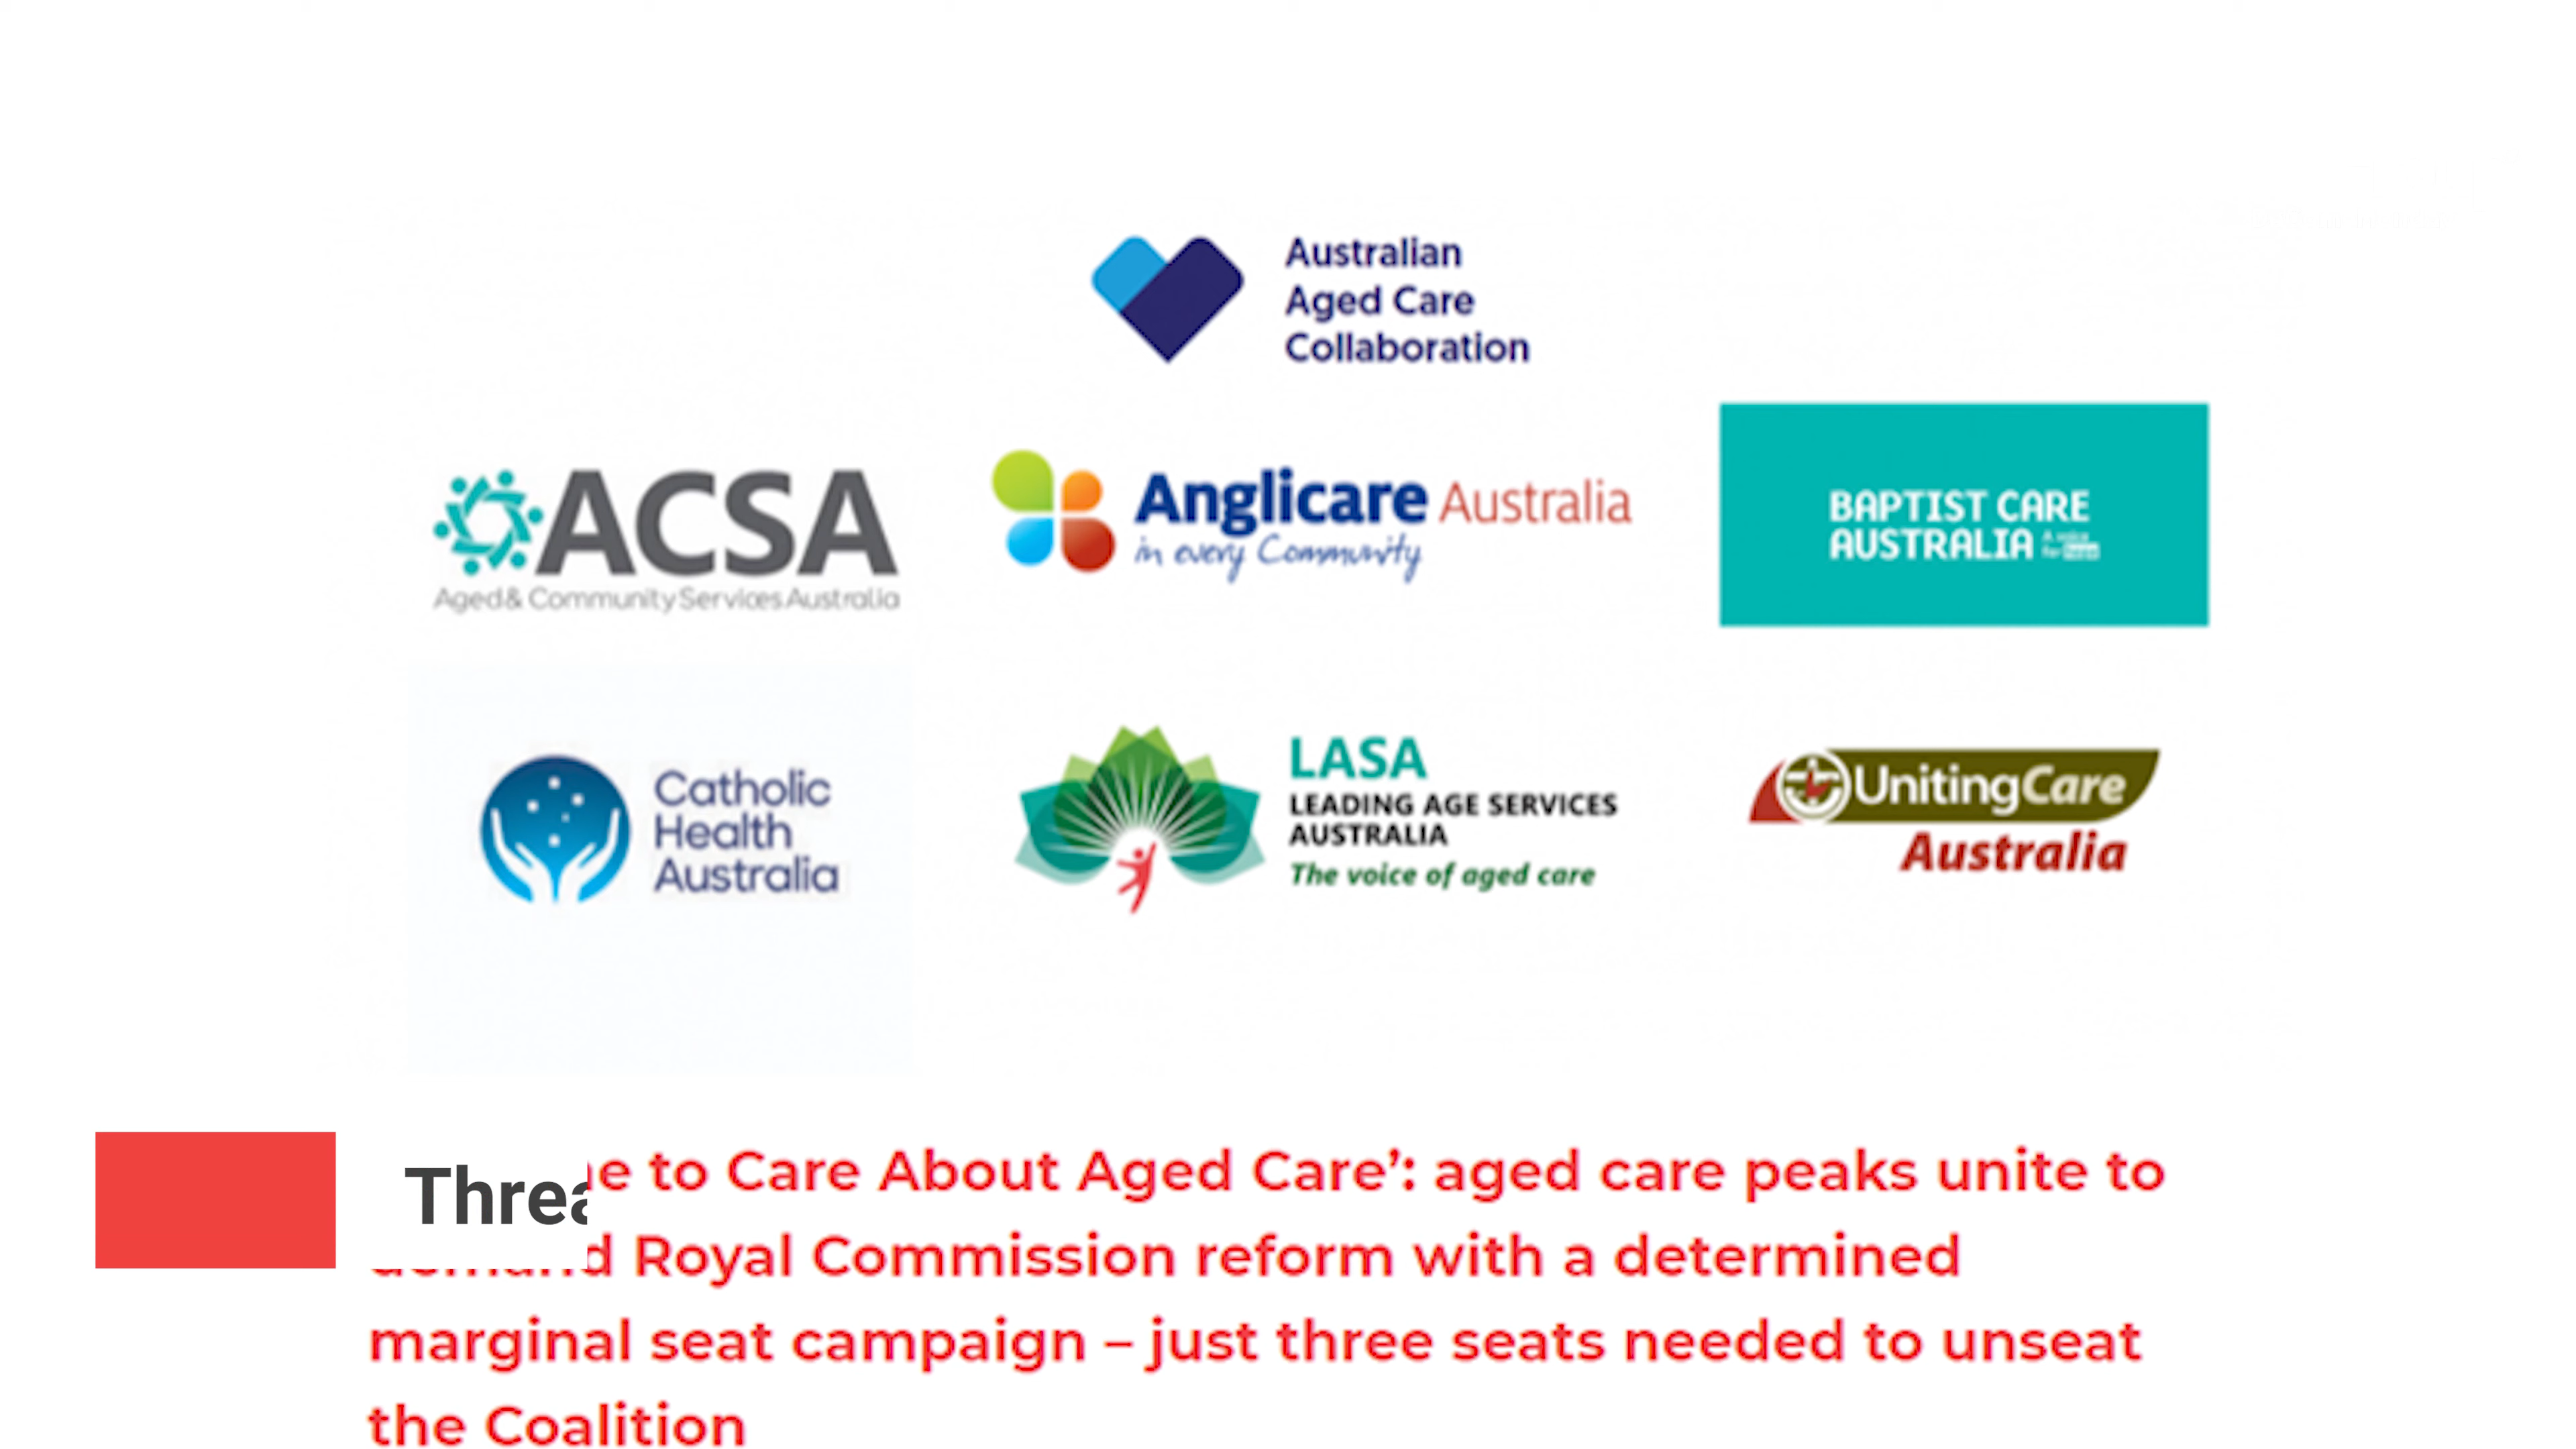 Australian
Aged Care
Collaboration
ACSA
Aged & Community Services Australia
Anglicare Australia
in every Community
BAPTIST CARE
AUSTRALIA
Catholic
Health
Australia
LASA
LEADING AGE SERVICES
AUSTRALIA
The voice of aged care
UnitingCare
Australia
Threa
e to Care About Aged Care’: aged care peaks unite to
d Royal Commission reform with a determined
marginal seat campaign – just three seats needed to unseat
the Coalition